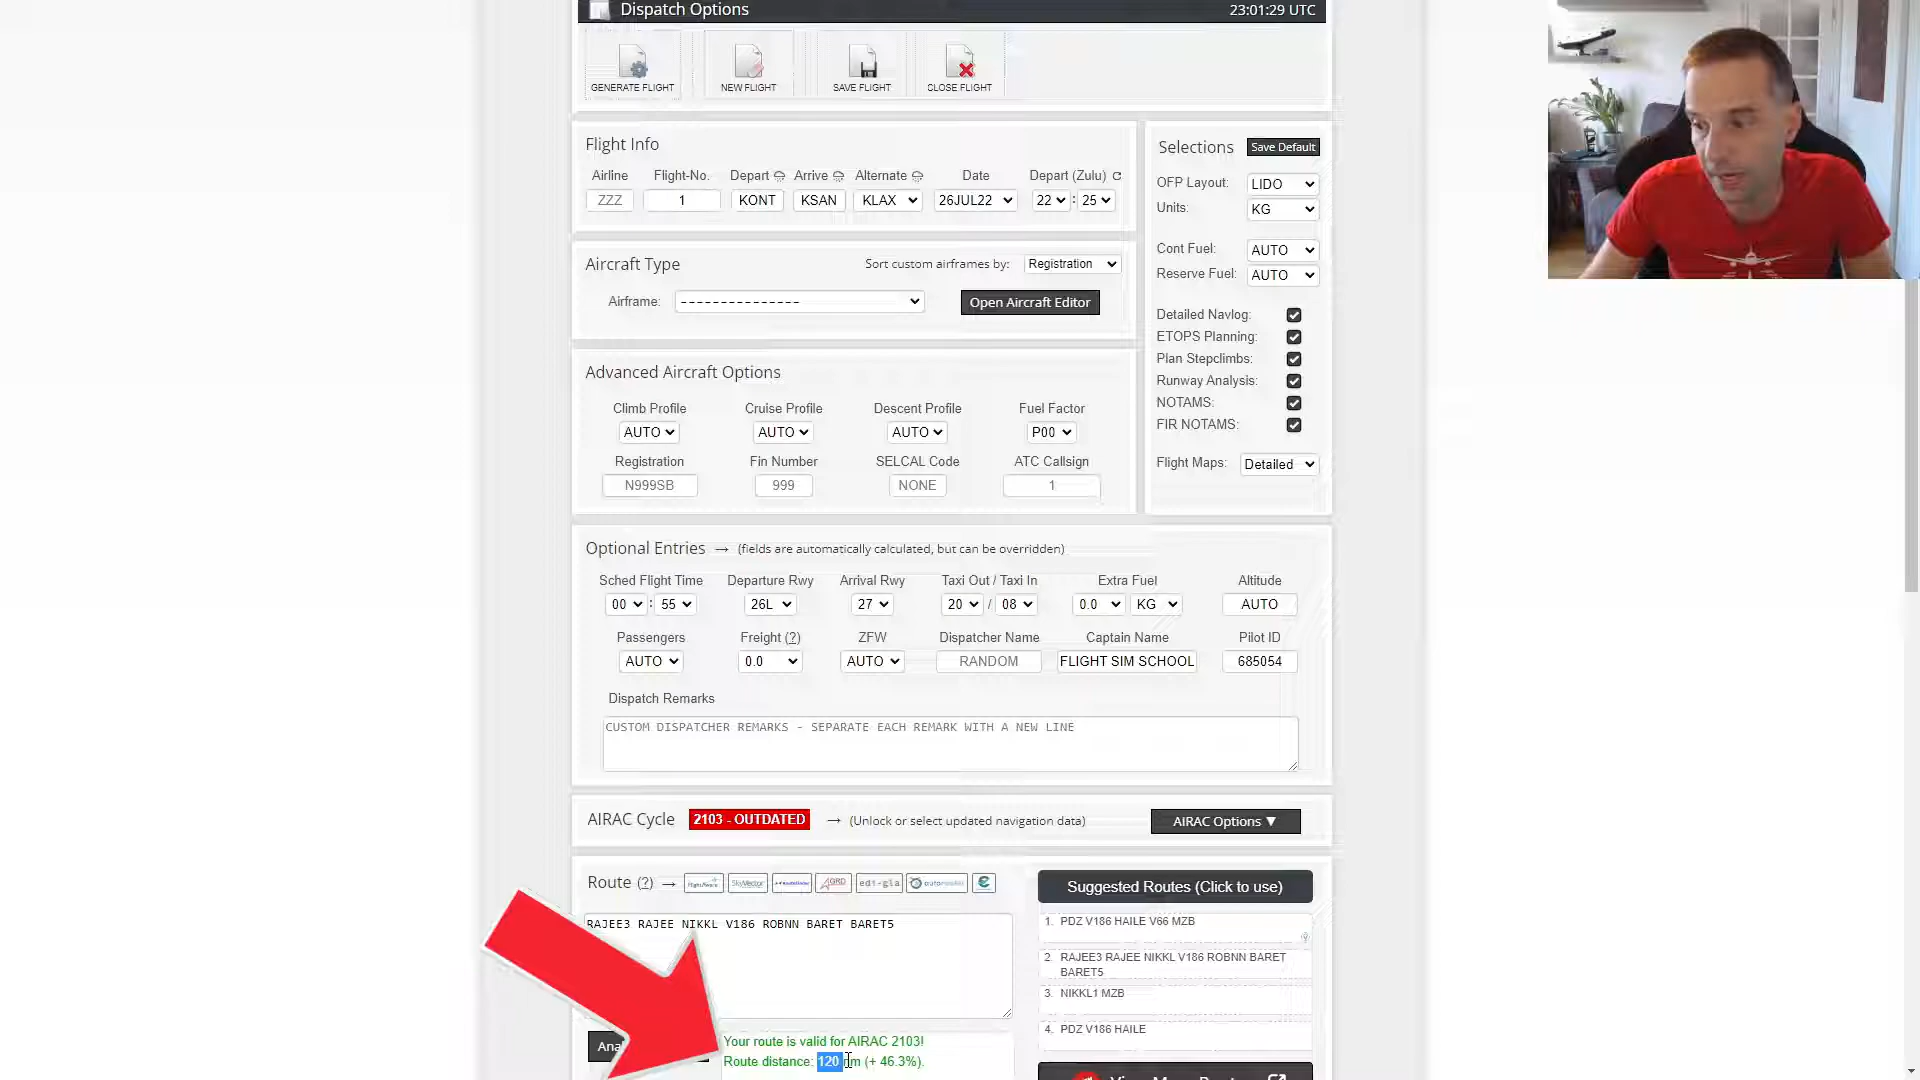 Dispatch Options
23:01:29 UTC
GENERATE FLIGHT
NEW FLIGHT
SAVE FLIGHT
CLOSE FLIGHT
Flight Info
Airline Flight-No. Depart Arrive Alternate Date Depart (Zulu)
ZZZ 1 KONT KSAN KLAX 26JUL22 22 : 25
Aircraft Type
Sort custom airframes by: Registration
Airframe: ---------------
Open Aircraft Editor
Advanced Aircraft Options
Climb Profile Cruise Profile Descent Profile Fuel Factor
AUTO AUTO AUTO P00
Registration Fin Number SELCAL Code ATC Callsign
N999SB 999 NONE 1
Selections Save Default
OFP Layout: LIDO
Units: KG
Cont Fuel: AUTO
Reserve Fuel: AUTO
Detailed Navlog:
ETOPS Planning:
Plan Stepclimbs:
Runway Analysis:
NOTAMS:
FIR NOTAMS:
Flight Maps: Detailed
Optional Entries → (fields are automatically calculated, but can be overridden)
Sched Flight Time Departure Rwy Arrival Rwy Taxi Out / Taxi In Extra Fuel Altitude
00 : 55 26L 27 20 / 08 0.0 KG AUTO
Passengers Freight (?) ZFW Dispatcher Name Captain Name Pilot ID
AUTO 0.0 AUTO RANDOM FLIGHT SIM SCHOOL 685054
Dispatch Remarks
CUSTOM DISPATCHER REMARKS - SEPARATE EACH REMARK WITH A NEW LINE
AIRAC Cycle 2103 - OUTDATED → (Unlock or select updated navigation data)
AIRAC Options ▼
Route (?) → FlightAware SkyVector GRD edi-gla
RAJEE3 RAJEE NIKKL V186 ROBNN BARET BARET5
Your route is valid for AIRAC 2103!
Route distance: 120 nm (+ 46.3%).
Suggested Routes (Click to use)
1. PDZ V186 HAILE V66 MZB
2. RAJEE3 RAJEE NIKKL V186 ROBNN BARET
BARET5
3. NIKKL1 MZB
4. PDZ V186 HAILE